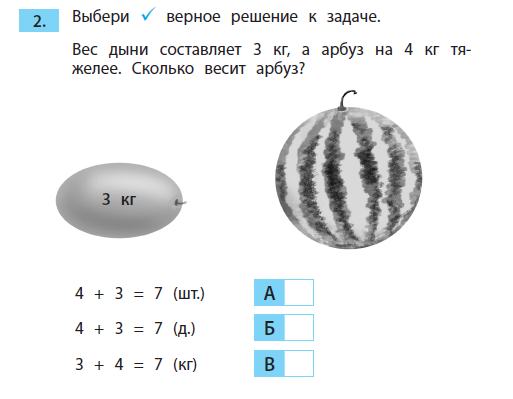 2. Выбери ✓ верное решение к задаче.
Вес дыни составляет 3 кг, а арбуз на 4 кг тя-
желее. Сколько весит арбуз?
3 кг
4 + 3 = 7 (шт.) А
4 + 3 = 7 (д.) Б
3 + 4 = 7 (кг) В